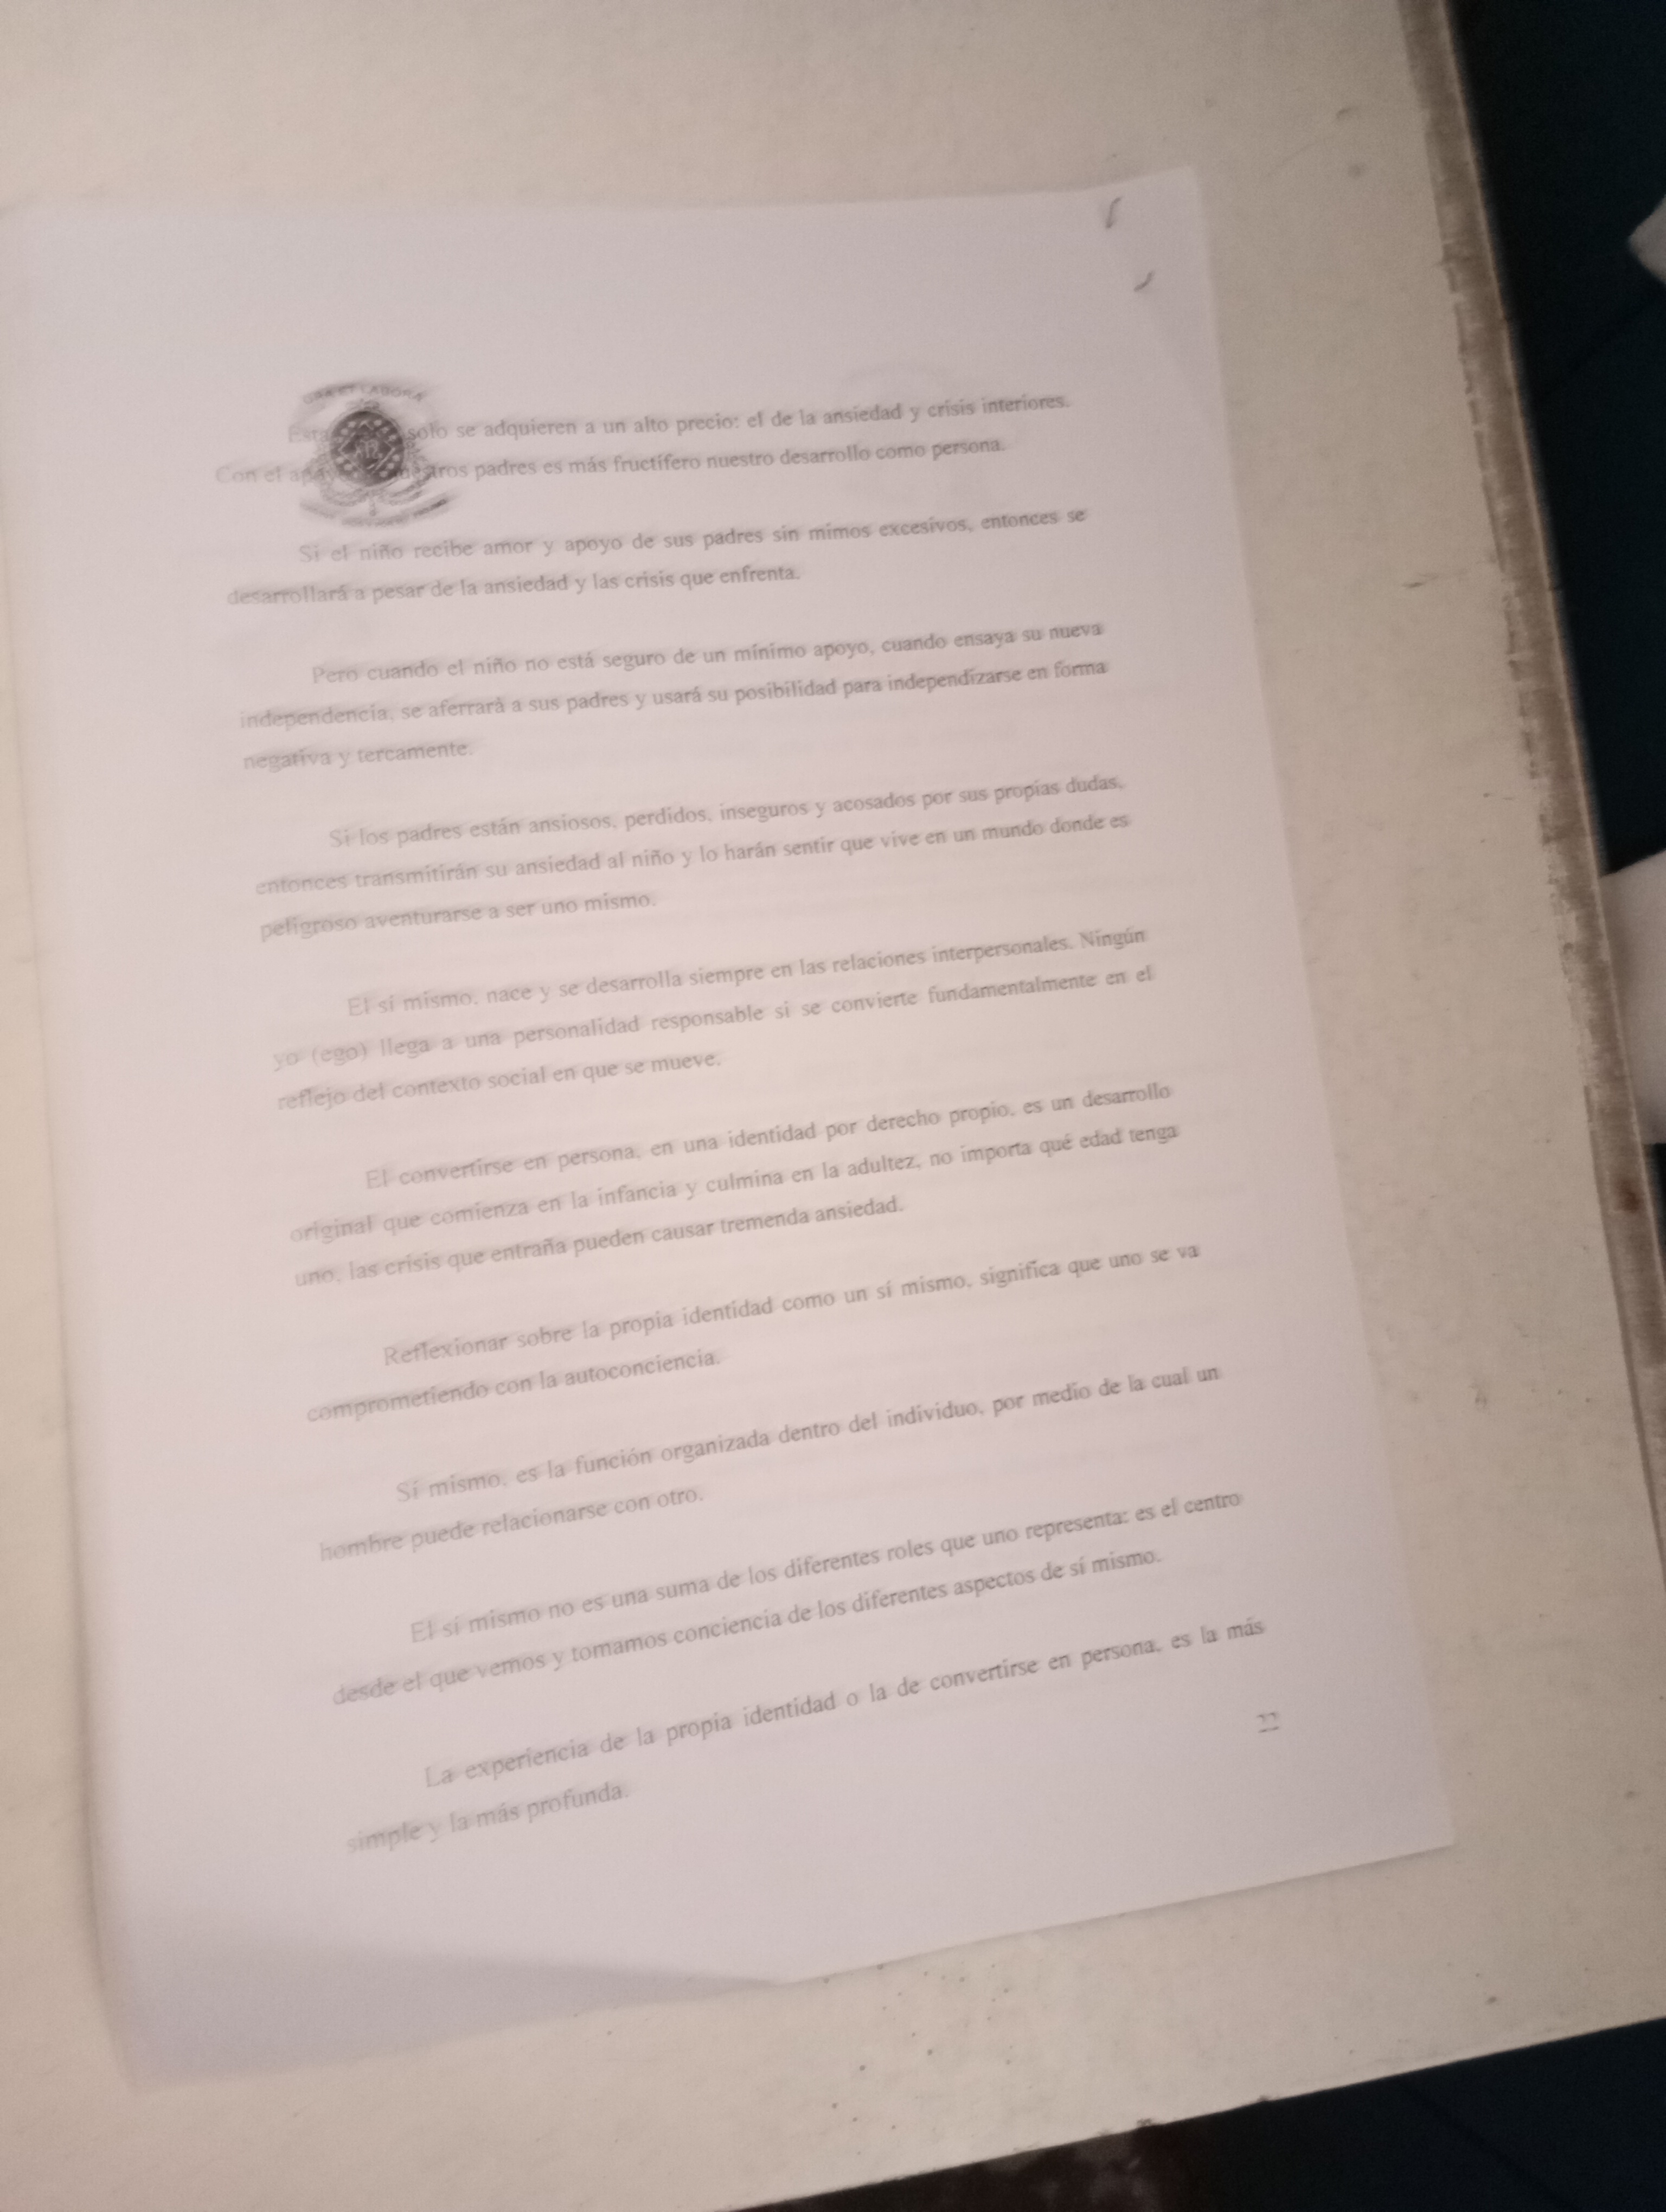 ORA ET LABORA
Esta solo se adquieren a un alto precio: el de la ansiedad y crisis interiores.
Con el apoyo nuestros padres es más fructífero nuestro desarrollo como persona.
Si el niño recibe amor y apoyo de sus padres sin mimos excesivos, entonces se
desarrollará a pesar de la ansiedad y las crisis que enfrenta.
Pero cuando el niño no está seguro de un mínimo apoyo, cuando ensaya su nueva
independencia, se aferrará a sus padres y usará su posibilidad para independizarse en forma
negativa y tercamente.
Si los padres están ansiosos, perdidos, inseguros y acosados por sus propias dudas,
entonces transmitirán su ansiedad al niño y lo harán sentir que vive en un mundo donde es
peligroso aventurarse a ser uno mismo.
El sí mismo, nace y se desarrolla siempre en las relaciones interpersonales. Ningún
yo (ego) llega a una personalidad responsable si se convierte fundamentalmente en el
reflejo del contexto social en que se mueve.
El convertirse en persona, en una identidad por derecho propio, es un desarrollo
original que comienza en la infancia y culmina en la adultez, no importa qué edad tenga
uno, las crisis que entraña pueden causar tremenda ansiedad.
Reflexionar sobre la propia identidad como un sí mismo, significa que uno se va
comprometiendo con la autoconciencia.
Sí mismo, es la función organizada dentro del individuo, por medio de la cual un
hombre puede relacionarse con otro.
El sí mismo no es una suma de los diferentes roles que uno representa: es el centro
desde el que vemos y tomamos conciencia de los diferentes aspectos de sí mismo.
La experiencia de la propia identidad o la de convertirse en persona, es la más
simple y la más profunda.
22